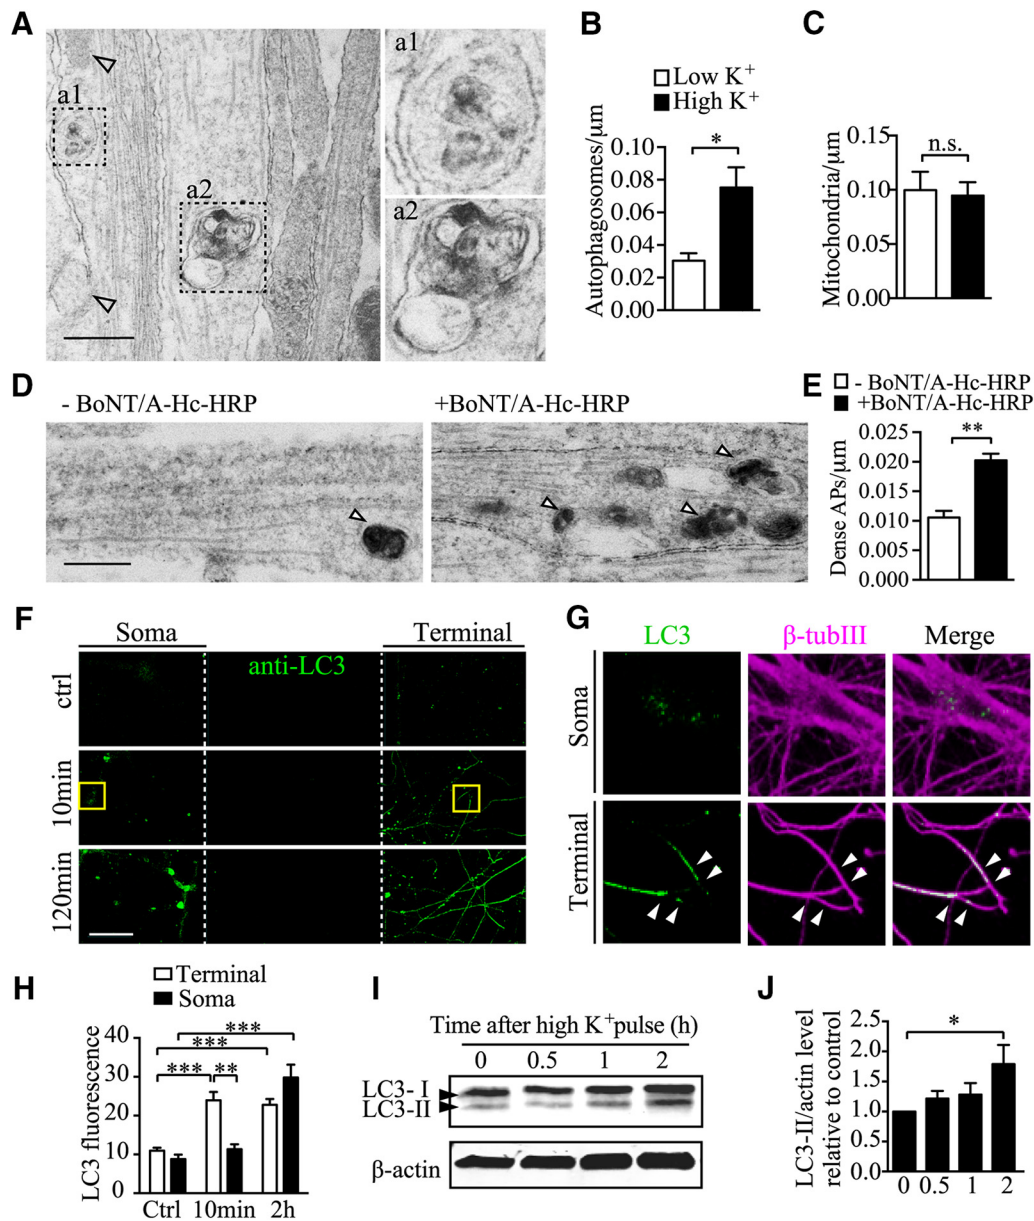 A
a1
a2
a1
a2
B
Low K+
High K+
Autophagosomes/µm
0.10
0.08
0.06
0.04
0.02
0.00
*
C
Mitochondria/µm
0.15
0.10
0.05
0.00
n.s.
D
- BoNT/A-Hc-HRP
+BoNT/A-Hc-HRP
E
- BoNT/A-Hc-HRP
+BoNT/A-Hc-HRP
Dense APs/µm
0.025
0.020
0.015
0.010
0.005
0.000
**
F
Soma
Terminal
anti-LC3
ctrl
10min
120min
G
LC3
β-tubIII
Merge
Soma
Terminal
H
Terminal
Soma
LC3 fluorescence
40
30
20
10
0
***
***
***
**
Ctrl
10min
2h
I
Time after high K+pulse (h)
0
0.5
1
2
LC3- I
LC3-II
β-actin
J
LC3-II/actin level
relative to control
2.5
2.0
1.5
1.0
0.5
0.0
*
0
0.5
1
2